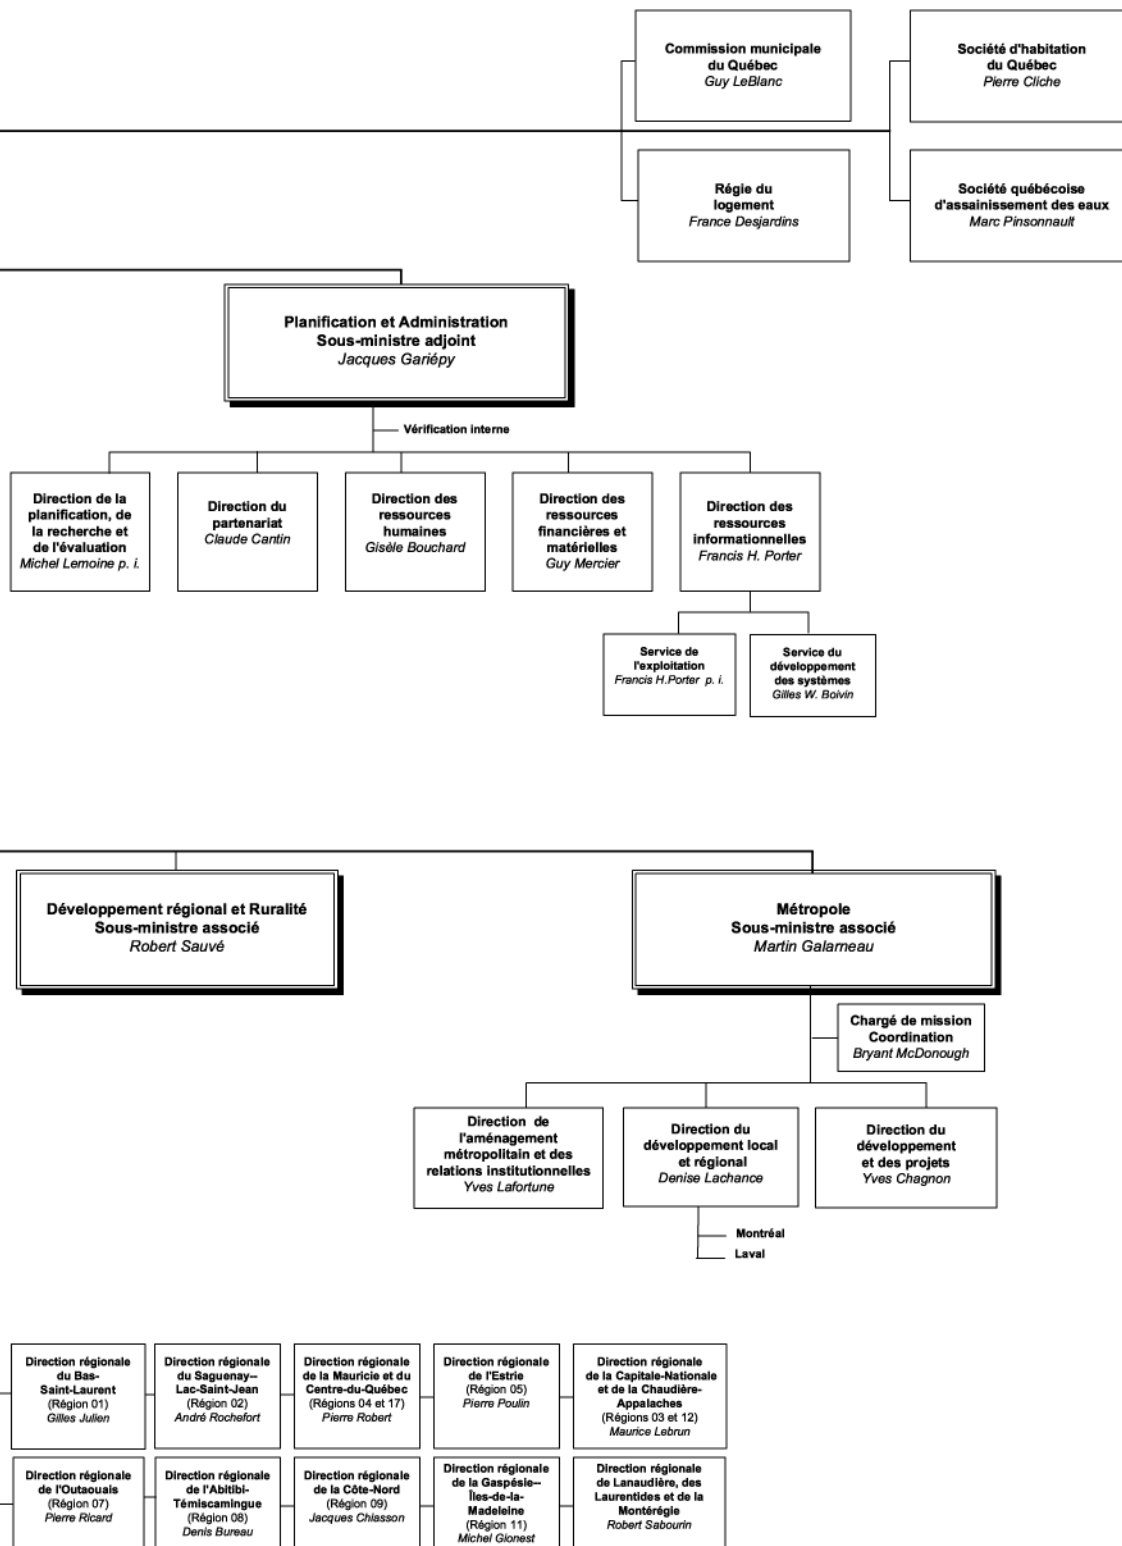 Commission municipale
du Québec
Guy LeBlanc
Société d'habitation
du Québec
Pierre Cliche
Régie du
logement
France Desjardins
Société québécoise
d'assainissement des eaux
Marc Pinsonnault
Planification et Administration
Sous-ministre adjoint
Jacques Gariépy
Vérification interne
Direction de la
planification, de
la recherche et
de l'évaluation
Michel Lemoine p. i.
Direction du
partenariat
Claude Cantin
Direction des
ressources
humaines
Gisèle Bouchard
Direction des
ressources
financières et
matérielles
Guy Mercier
Direction des
ressources
informationnelles
Francis H. Porter
Service de
l'exploitation
Francis H.Porter p. i.
Service du
développement
des systèmes
Gilles W. Boivin
Développement régional et Ruralité
Sous-ministre associé
Robert Sauvé
Métropole
Sous-ministre associé
Martin Galarneau
Chargé de mission
Coordination
Bryant McDonough
Direction de
l'aménagement
métropolitain et des
relations institutionnelles
Yves Lafortune
Direction du
développement local
et régional
Denise Lachance
Direction du
développement
et des projets
Yves Chagnon
Montréal
Laval
Direction régionale
du Bas-
Saint-Laurent
(Région 01)
Gilles Julien
Direction régionale
du Saguenay--
Lac-Saint-Jean
(Région 02)
André Rochefort
Direction régionale
de la Mauricie et du
Centre-du-Québec
(Régions 04 et 17)
Pierre Robert
Direction régionale
de l'Estrie
(Région 05)
Pierre Poulin
Direction régionale
de la Capitale-Nationale
et de la Chaudière-
Appalaches
(Régions 03 et 12)
Maurice Lebrun
Direction régionale
de l'Outaouais
(Région 07)
Pierre Ricard
Direction régionale
de l'Abitibi-
Témiscamingue
(Région 08)
Denis Bureau
Direction régionale
de la Côte-Nord
(Région 09)
Jacques Chiasson
Direction régionale
de la Gaspésie--
Îles-de-la-
Madeleine
(Région 11)
Michel Gionest
Direction régionale
de Lanaudière, des
Laurentides et de la
Montérégie
Robert Sabourin